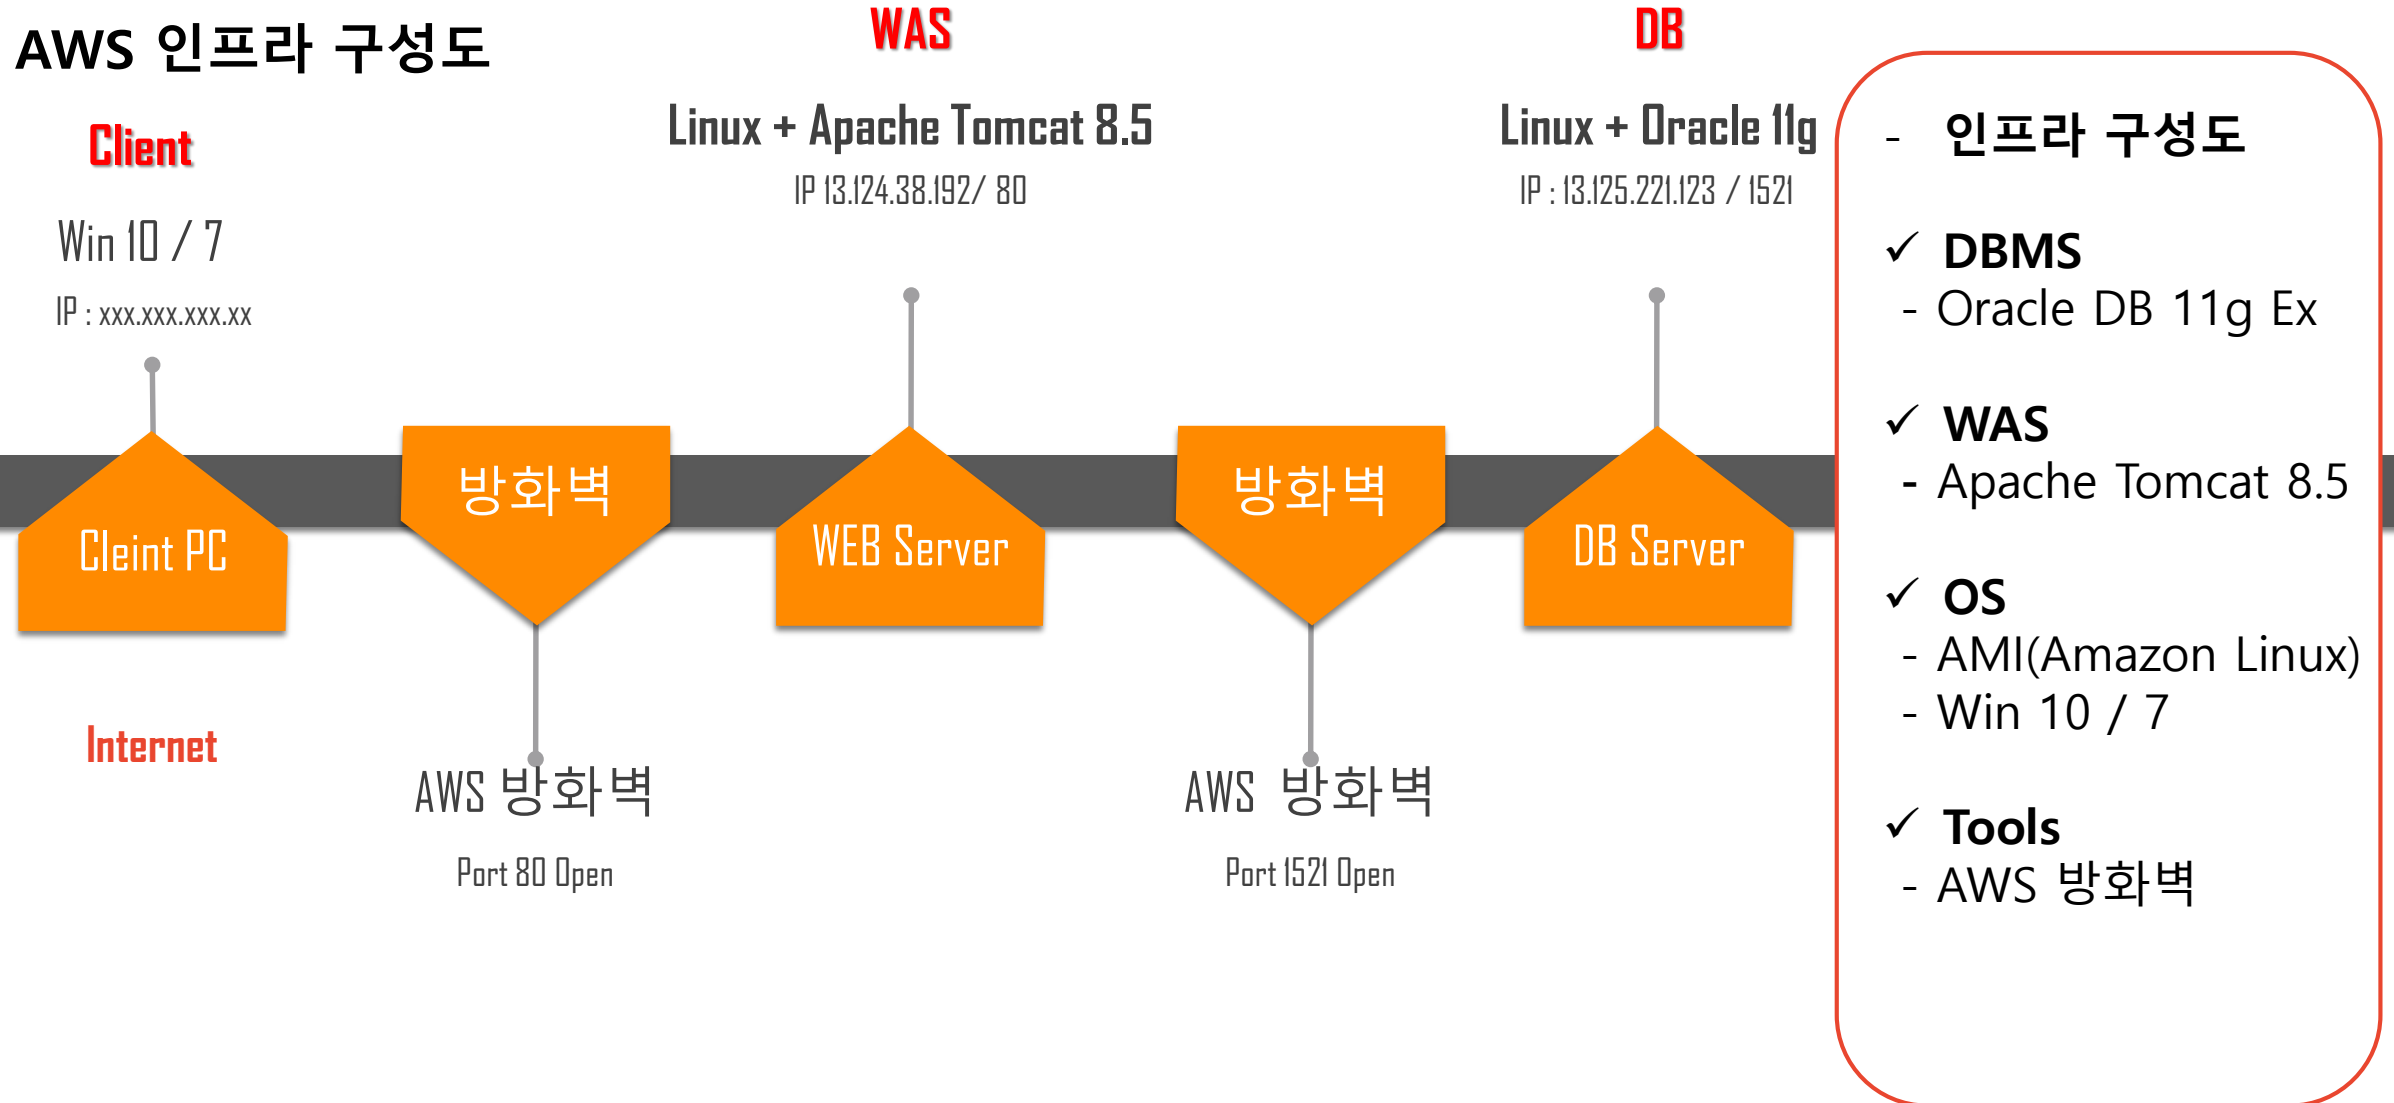 AWS 인프라 구성도
Client
Win 10 / 7
IP : xxx.xxx.xxx.xx
Cleint PC
Internet
방화벽
AWS 방화벽
Port 80 Open
WAS
Linux + Apache Tomcat 8.5
IP 13.124.38.192/ 80
WEB Server
방화벽
AWS 방화벽
Port 1521 Open
DB
Linux + Oracle 11g
IP : 13.125.221.123 / 1521
DB Server
- 인프라 구성도
✓ DBMS
- Oracle DB 11g Ex
✓ WAS
- Apache Tomcat 8.5
✓ OS
- AMI(Amazon Linux)
- Win 10 / 7
✓ Tools
- AWS 방화벽